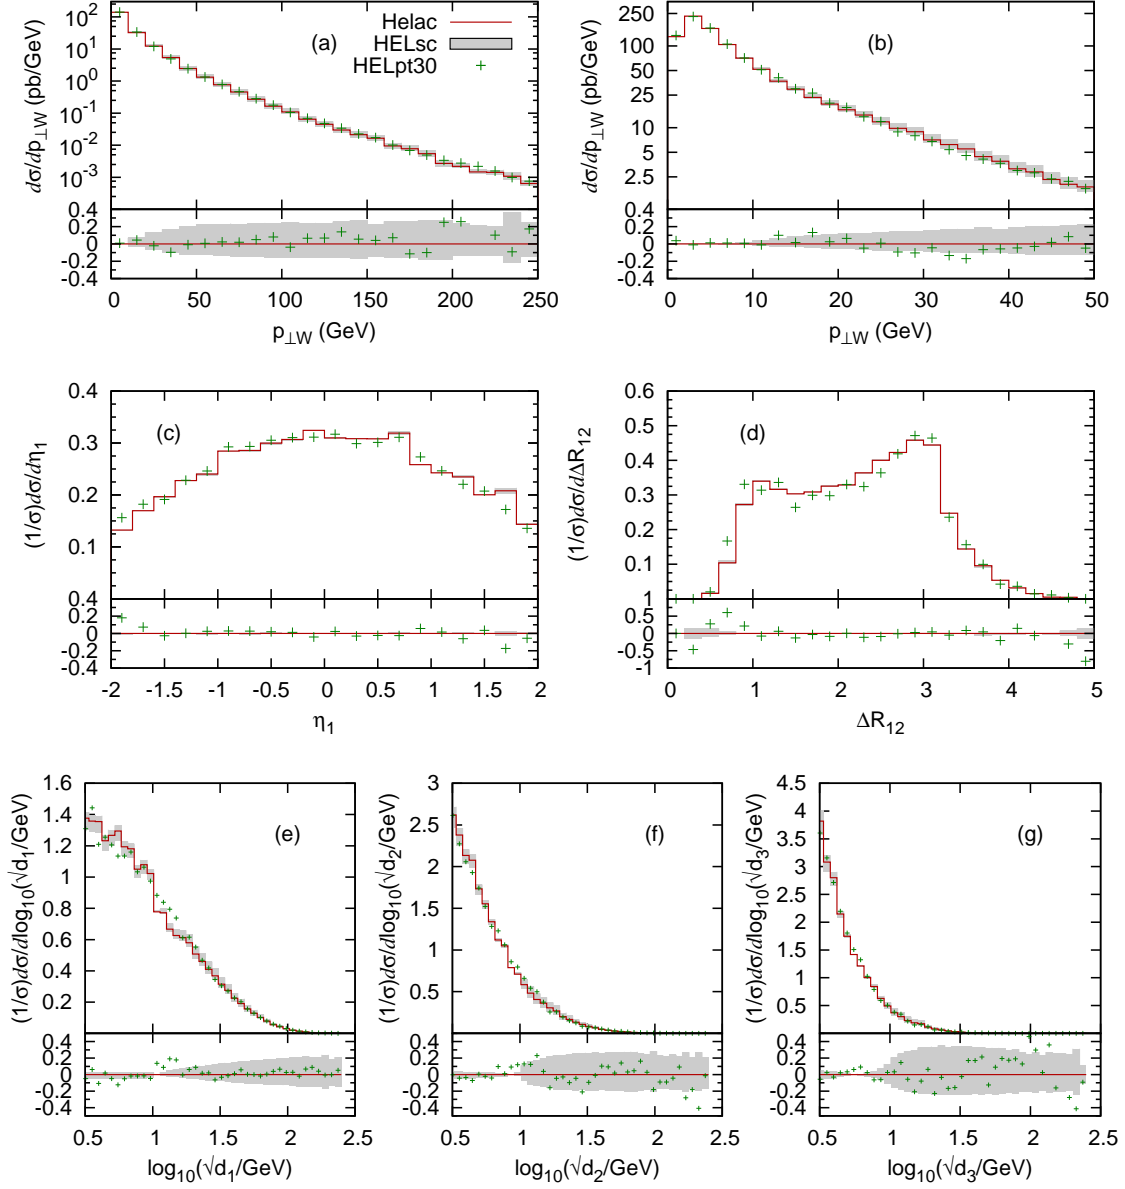 Helac
HELsc
HELpt30
(a)
dσ/dp⊥W (pb/GeV)
10^2
10^1
10^0
10^-1
10^-2
10^-3
0.4
0.2
0
-0.2
-0.4
0 50 100 150 200 250
p⊥W (GeV)
(b)
dσ/dp⊥W (pb/GeV)
250
100
50
25
10
5
2.5
0.4
0.2
0
-0.2
-0.4
0 10 20 30 40 50
p⊥W (GeV)
(c)
(1/σ)dσ/dη1
0.4
0.3
0.2
0.1
0.4
0.2
0
-0.2
-0.4
-2 -1.5 -1 -0.5 0 0.5 1 1.5 2
η1
(d)
(1/σ)dσ/dΔR12
0.6
0.5
0.4
0.3
0.2
0.1
1
0.5
0
-0.5
-1
0 1 2 3 4 5
ΔR12
(e)
(1/σ)dσ/dlog10(√d1/GeV)
1.6
1.4
1.2
1
0.8
0.6
0.4
0.2
0.4
0.2
0
-0.2
-0.4
0.5 1 1.5 2 2.5
log10(√d1/GeV)
(f)
(1/σ)dσ/dlog10(√d2/GeV)
3
2.5
2
1.5
1
0.5
0.4
0.2
0
-0.2
-0.4
0.5 1 1.5 2 2.5
log10(√d2/GeV)
(g)
(1/σ)dσ/dlog10(√d3/GeV)
4.5
4
3.5
3
2.5
2
1.5
1
0.5
0.4
0.2
0
-0.2
-0.4
0.5 1 1.5 2 2.5
log10(√d3/GeV)